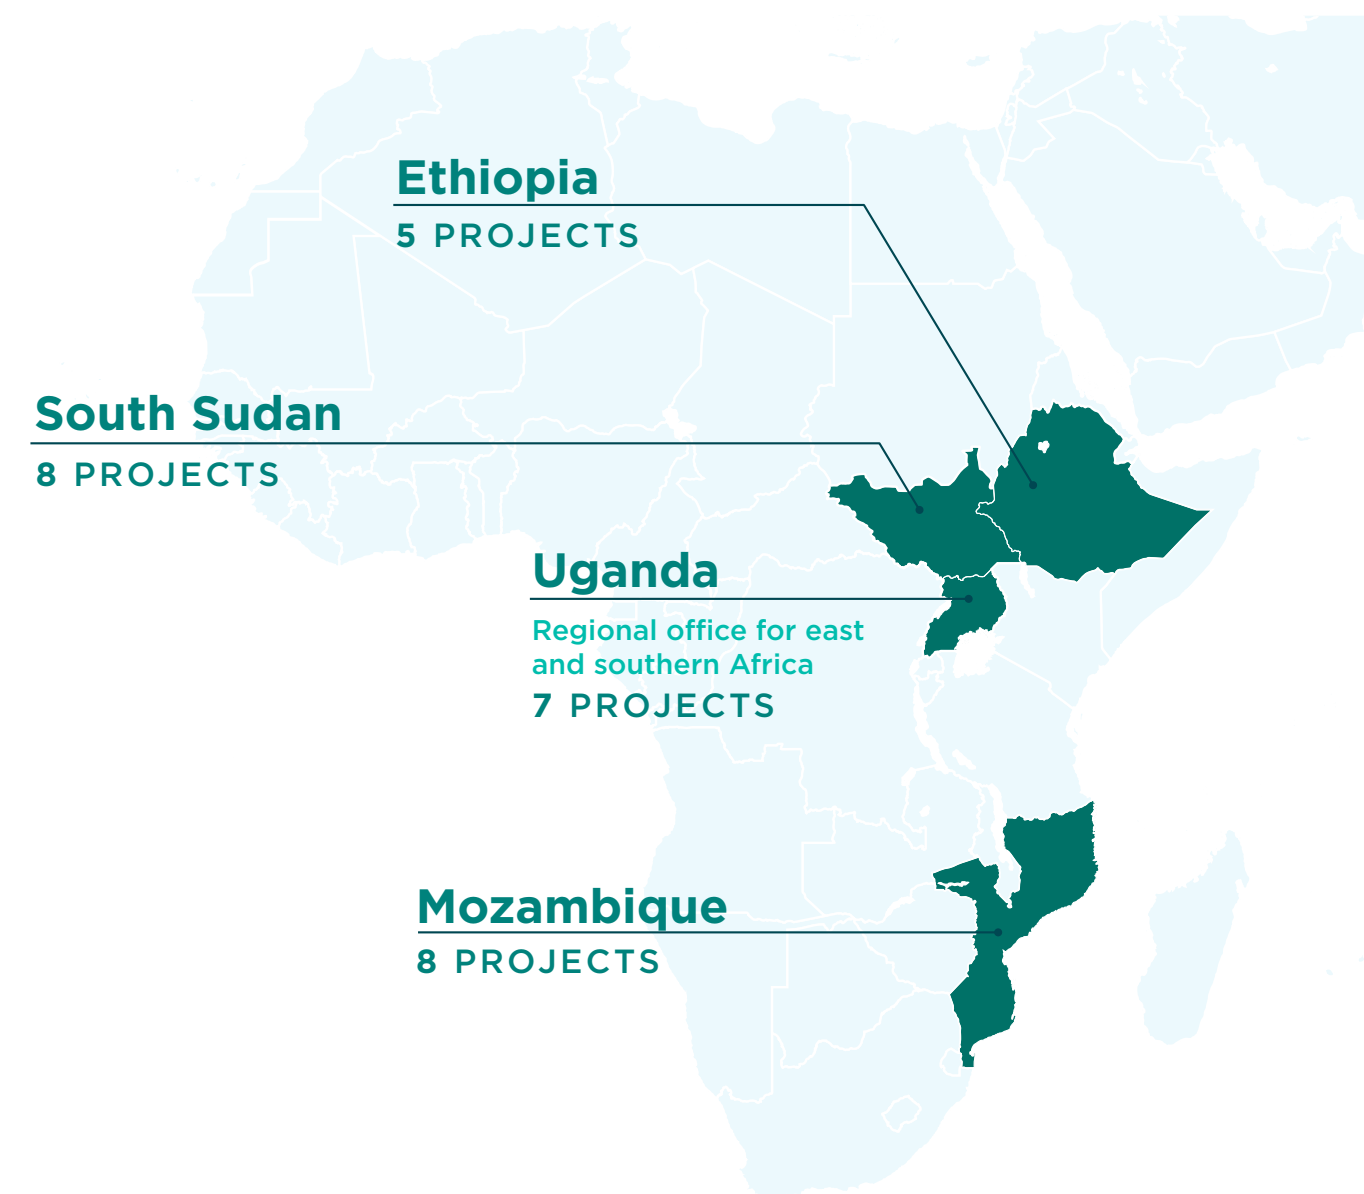 Ethiopia
5 PROJECTS
South Sudan
8 PROJECTS
Uganda
Regional office for east
and southern Africa
7 PROJECTS
Mozambique
8 PROJECTS